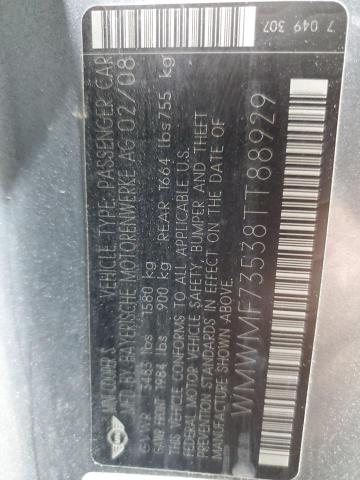 MINI COOPER S VEHICLE TYPE: PASSENGER CAR
MFD. BY BAYERISCHE MOTORENWERKE AG 02/08
GVWR 3485 lbs 1580 kg
GAWR FRONT 1984 lbs 900 kg REAR 1664 lbs 755 kg
THIS VEHICLE CONFORMS TO ALL APPLICABLE U.S.
FEDERAL MOTOR VEHICLE SAFETY, BUMPER AND THEFT
PREVENTION STANDARDS IN EFFECT ON THE DATE OF
MANUFACTURE SHOWN ABOVE.
WMWMF73538TT88929
7 049 307